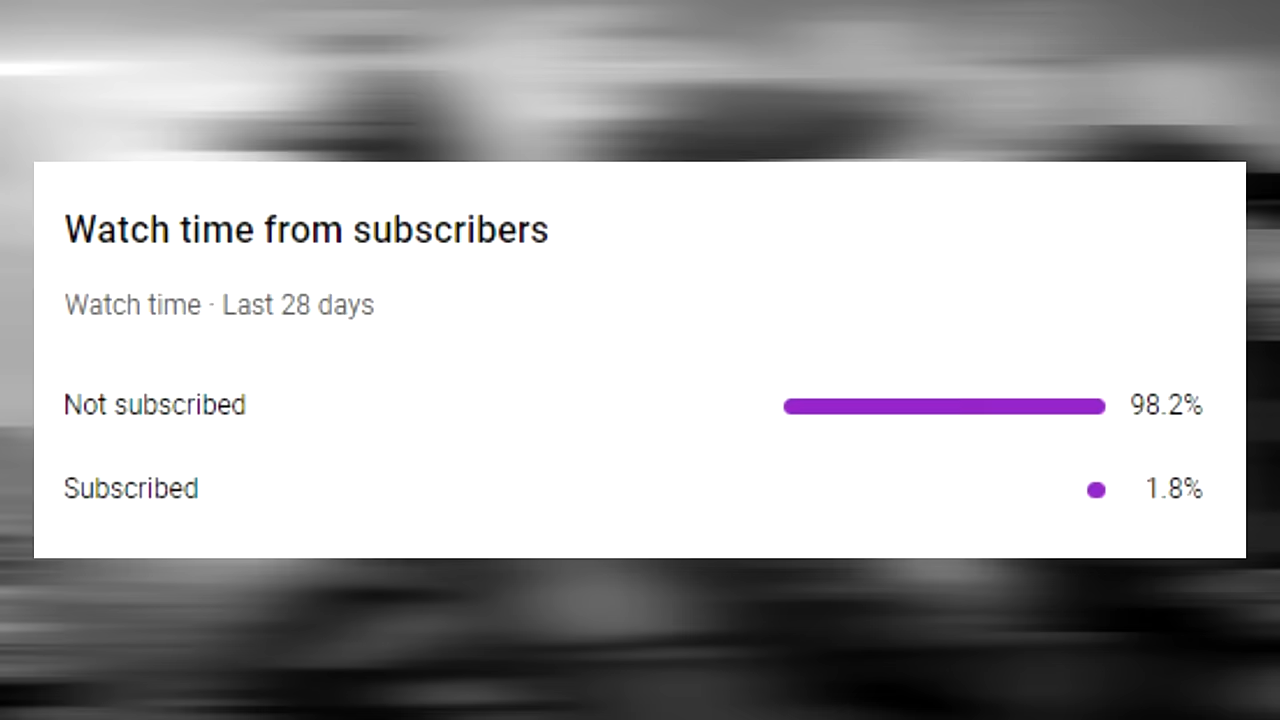 Watch time from subscribers
Watch time · Last 28 days
Not subscribed 98.2%
Subscribed 1.8%